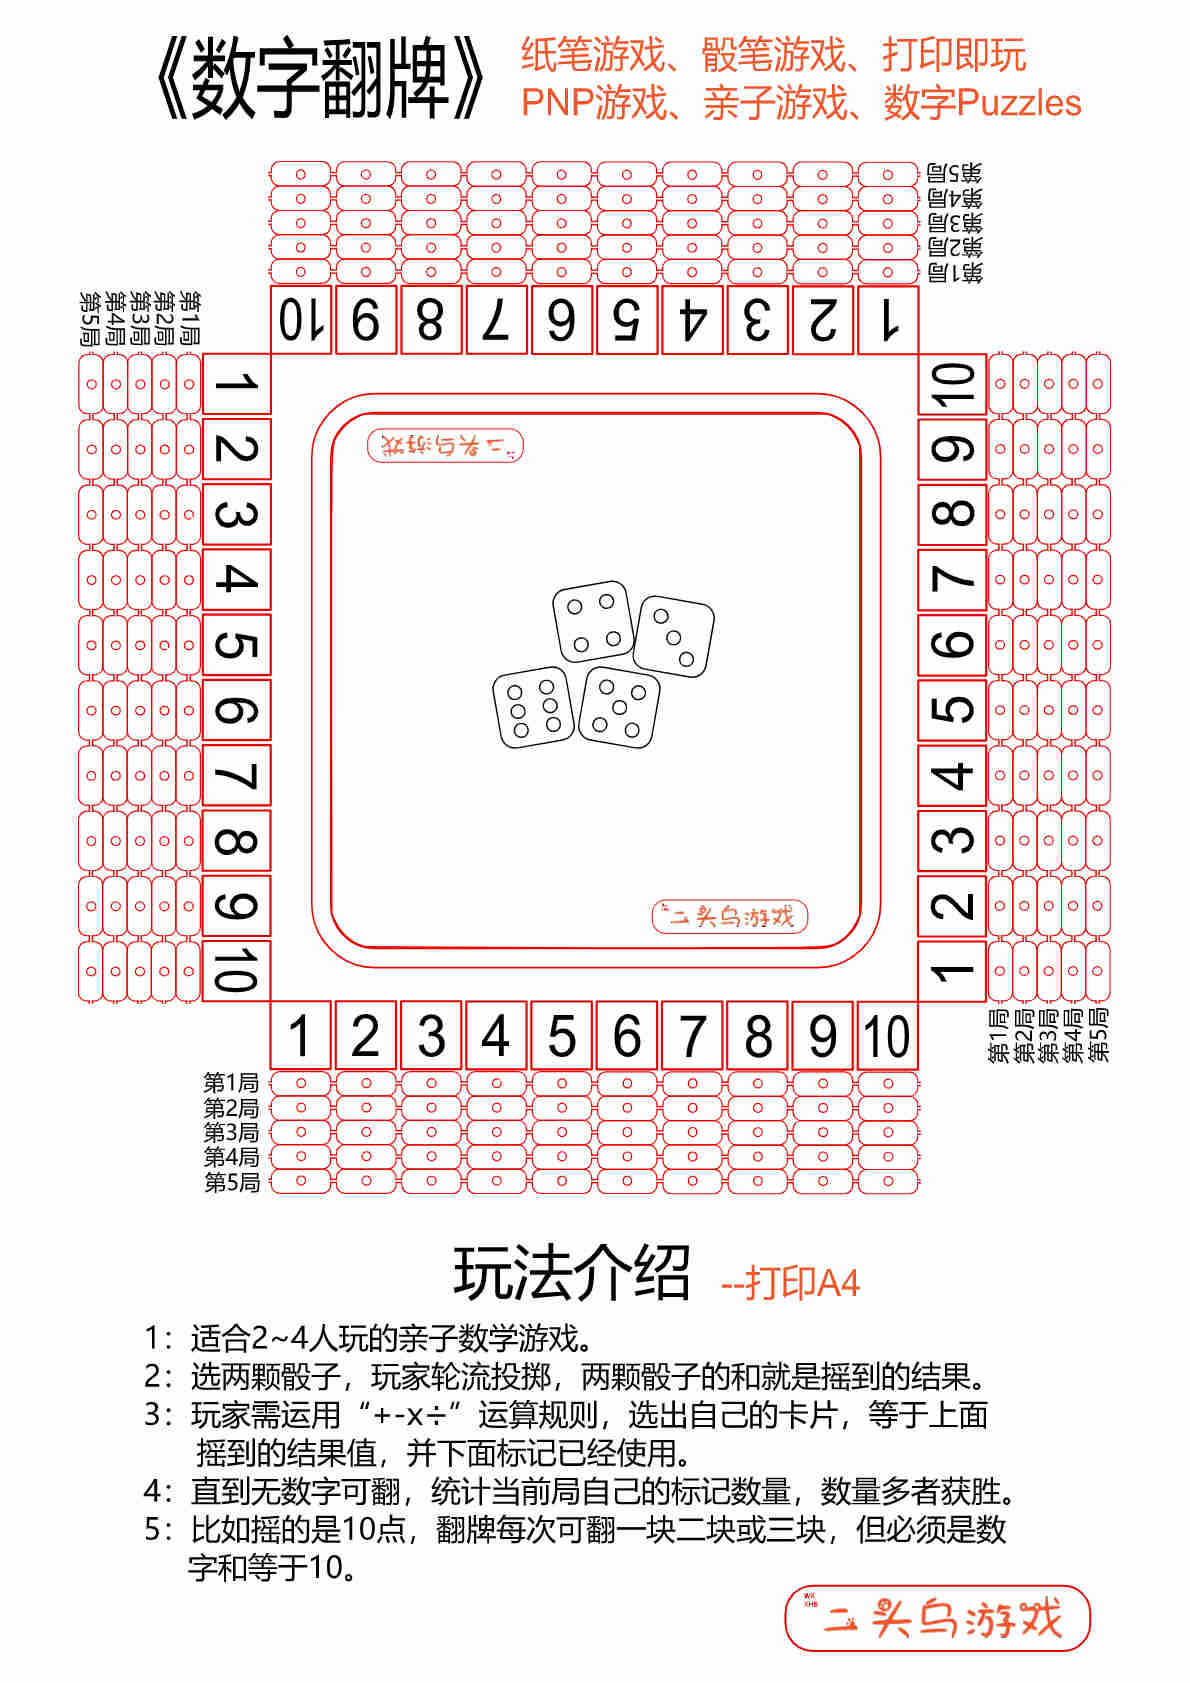 《数字翻牌》
纸笔游戏、骰笔游戏、打印即玩
PNP游戏、亲子游戏、数字Puzzles
第5局
第4局
第3局
第2局
第1局
10 9 8 7 6 5 4 3 2 1
第5局
第4局
第3局
第2局
第1局
1
2
3
4
5
6
7
8
9
10
二头鸟游戏
10
9
8
7
6
5
4
3
2
1
二头鸟游戏
第1局
第2局
第3局
第4局
第5局
1 2 3 4 5 6 7 8 9 10
第1局
第2局
第3局
第4局
第5局
玩法介绍 --打印A4
1：适合2~4人玩的亲子数学游戏。
2：选两颗骰子，玩家轮流投掷，两颗骰子的和就是摇到的结果。
3：玩家需运用“+-x÷”运算规则，选出自己的卡片，等于上面
摇到的结果值，并下面标记已经使用。
4：直到无数字可翻，统计当前局自己的标记数量，数量多者获胜。
5：比如摇的是10点，翻牌每次可翻一块二块或三块，但必须是数
字和等于10。
WX
XHB
二头鸟游戏